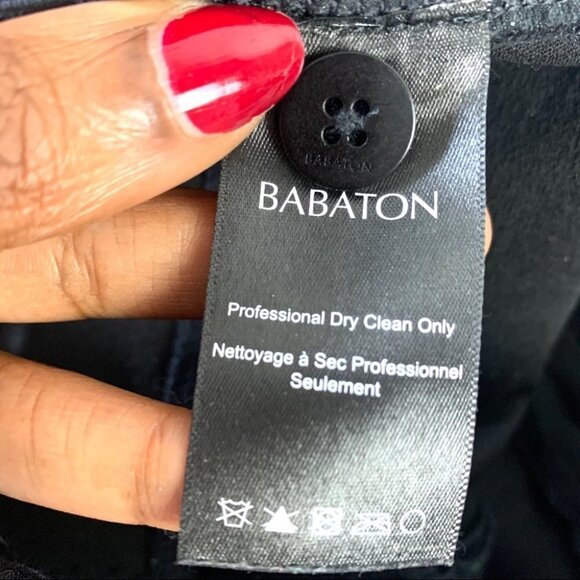 BABATON
BABATON
Professional Dry Clean Only
Nettoyage à Sec Professionnel
Seulement